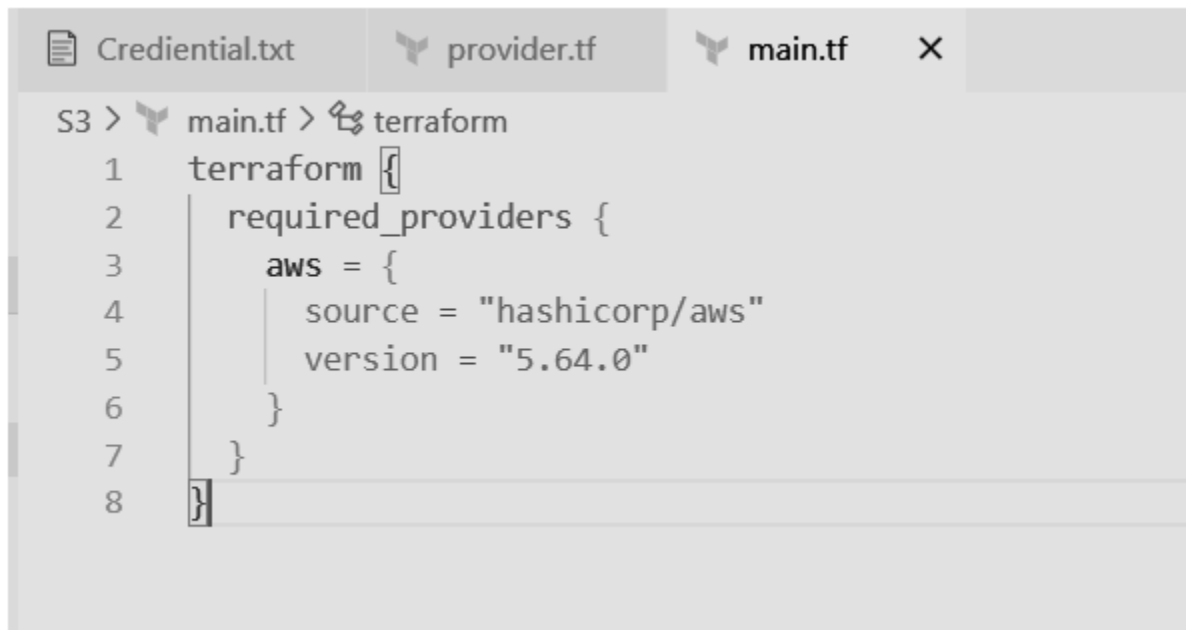 Crediential.txt provider.tf main.tf
S3 > main.tf > terraform
1 terraform {
2 required_providers {
3 aws = {
4 source = "hashicorp/aws"
5 version = "5.64.0"
6 }
7 }
8 }